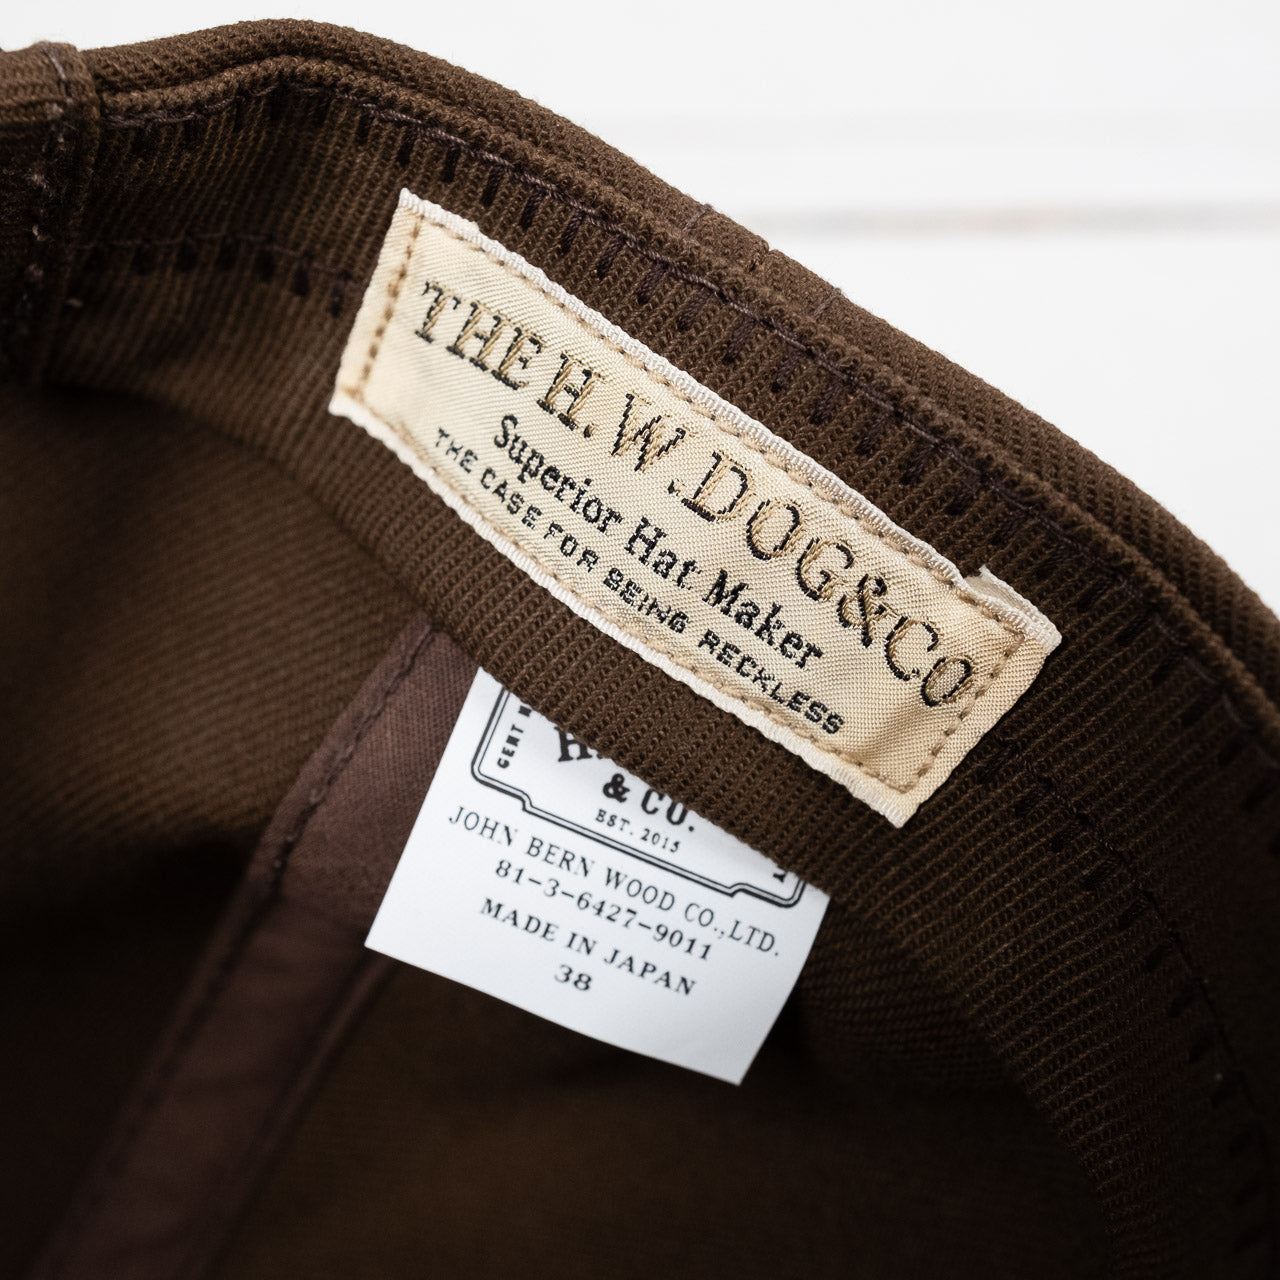 THE H.W.DOG&CO
Superior Hat Maker
THE CASE FOR BEING RECKLESS
& CO.
EST. 2015
JOHN BERN WOOD CO.,LTD.
81-3-6427-9011
MADE IN JAPAN
38